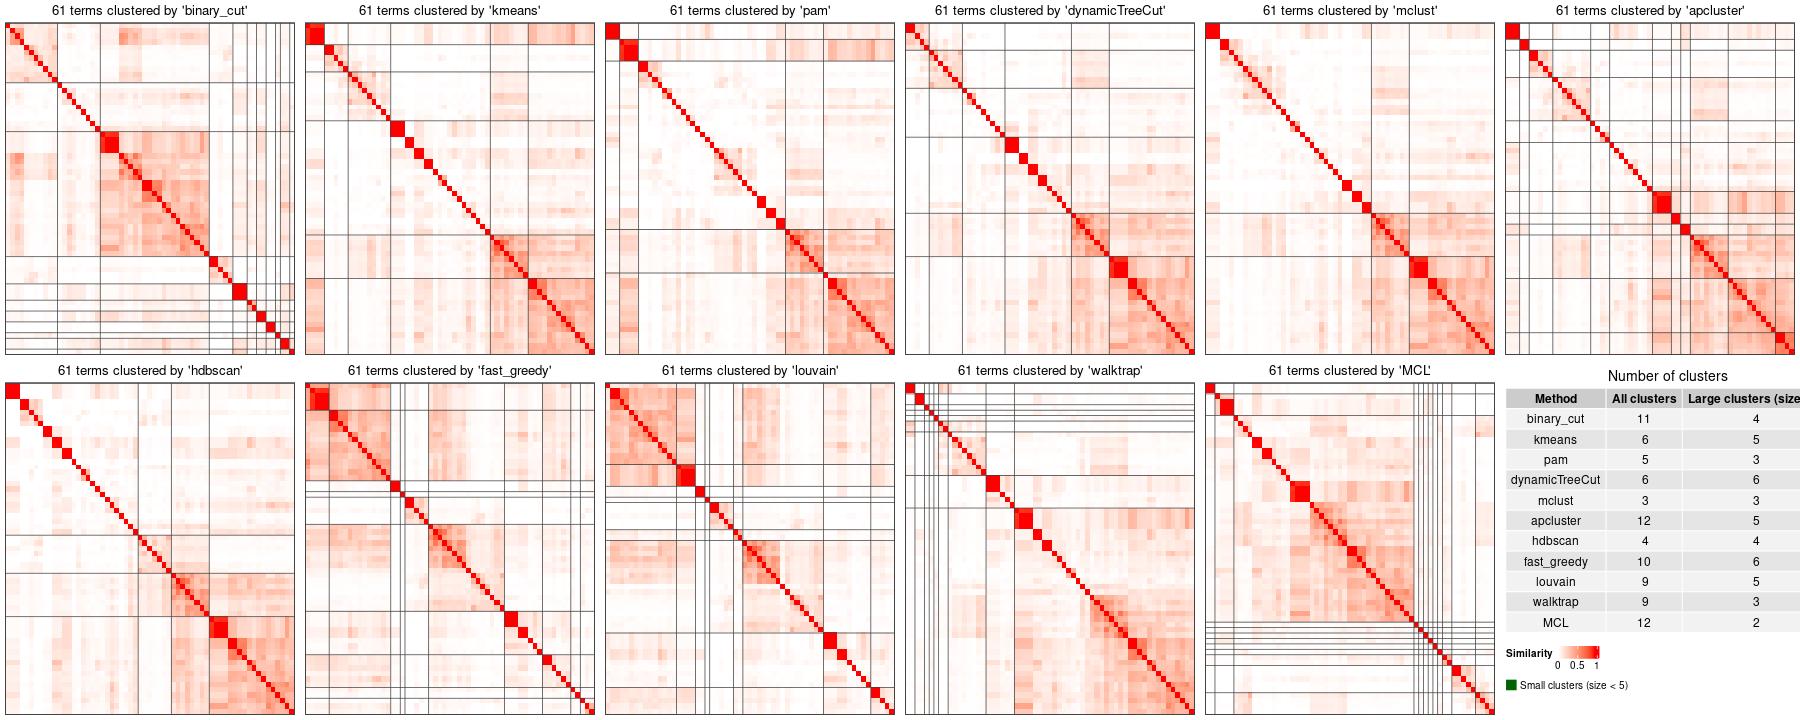 61 terms clustered by 'binary_cut'
61 terms clustered by 'kmeans'
61 terms clustered by 'pam'
61 terms clustered by 'dynamicTreeCut'
61 terms clustered by 'mclust'
61 terms clustered by 'apcluster'
61 terms clustered by 'hdbscan'
61 terms clustered by 'fast_greedy'
61 terms clustered by 'louvain'
61 terms clustered by 'walktrap'
61 terms clustered by 'MCL'
Number of clusters
Method All clusters Large clusters (size
binary_cut 11 4
kmeans 6 5
pam 5 3
dynamicTreeCut 6 6
mclust 3 3
apcluster 12 5
hdbscan 4 4
fast_greedy 10 6
louvain 9 5
walktrap 9 3
MCL 12 2
Similarity
0 0.5 1
Small clusters (size < 5)